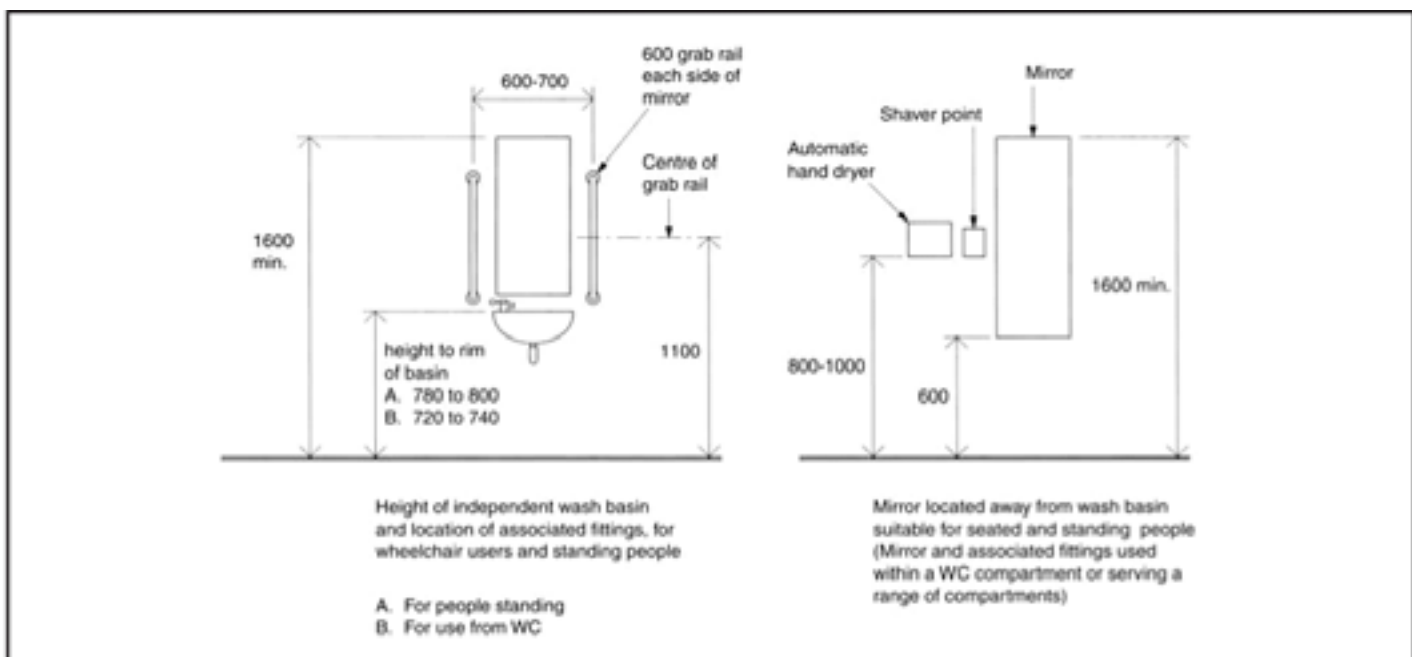 600 grab rail
each side of
mirror
600-700
Centre of
grab rail
1600
min.
height to rim
of basin
A. 780 to 800
B. 720 to 740
1100
Height of independent wash basin
and location of associated fittings, for
wheelchair users and standing people
A. For people standing
B. For use from WC
Mirror
Shaver point
Automatic
hand dryer
1600 min.
800-1000
600
Mirror located away from wash basin
suitable for seated and standing people
(Mirror and associated fittings used
within a WC compartment or serving a
range of compartments)